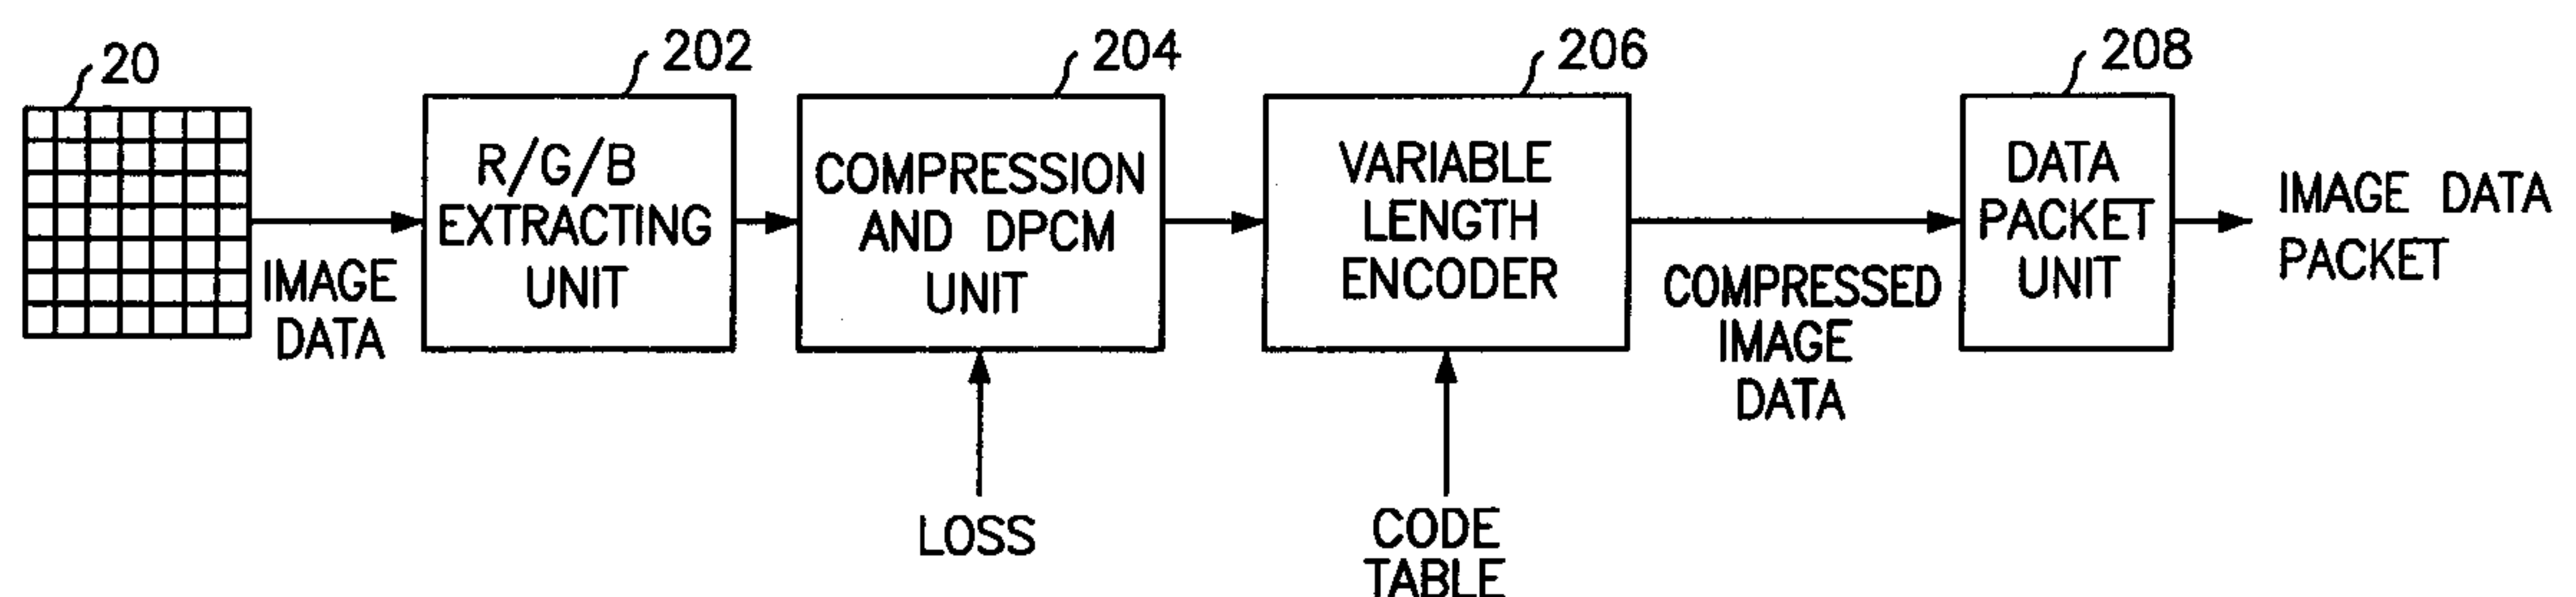 20
202
204
206
208
IMAGE
DATA
R/G/B
EXTRACTING
UNIT
COMPRESSION
AND DPCM
UNIT
LOSS
VARIABLE
LENGTH
ENCODER
CODE
TABLE
COMPRESSED
IMAGE
DATA
DATA
PACKET
UNIT
IMAGE DATA
PACKET